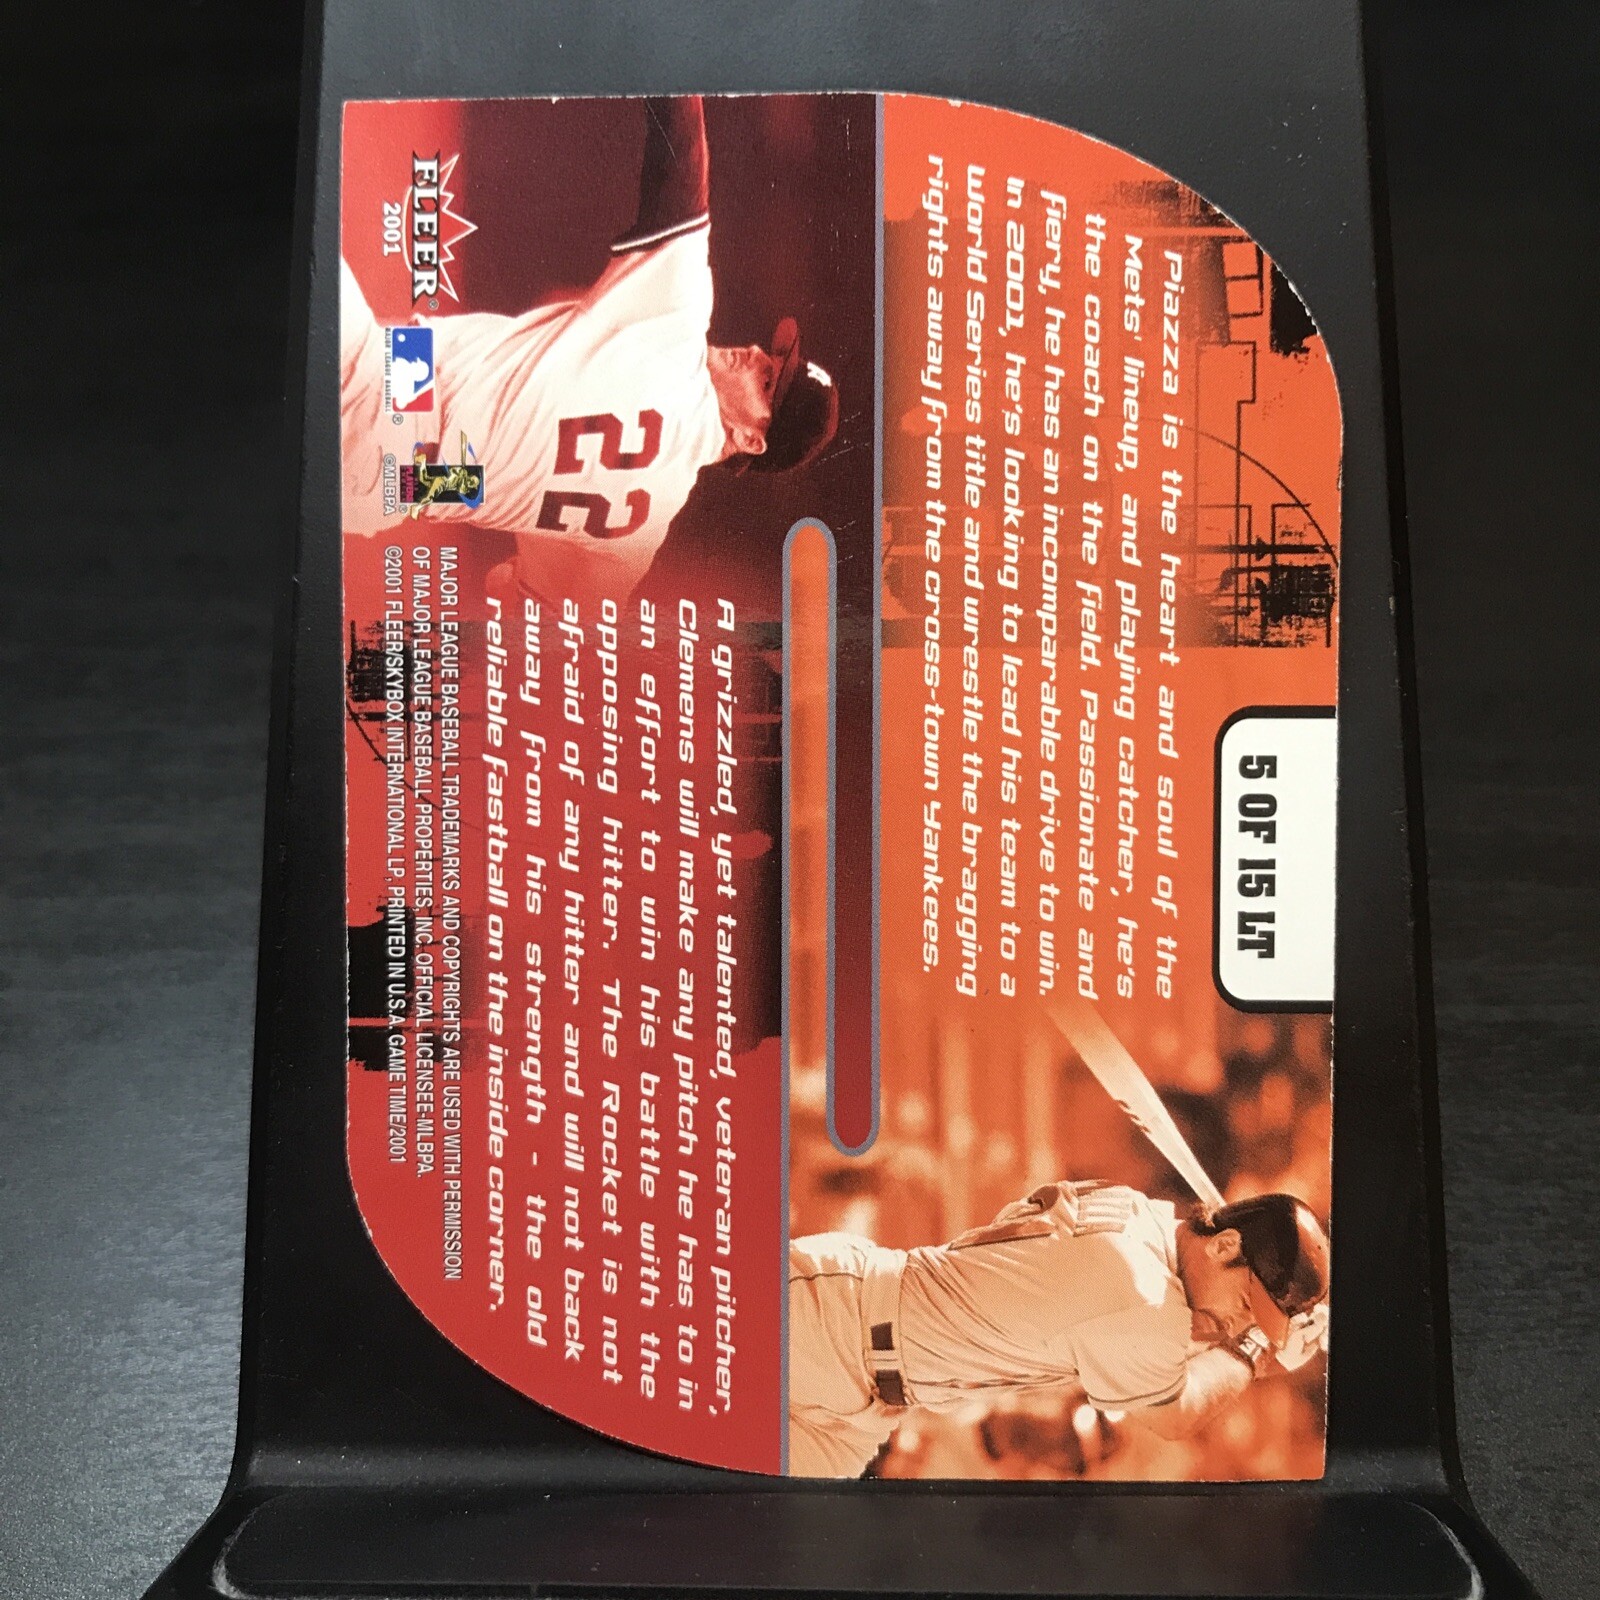 5 OF 15 LT
Piazza is the heart and soul of the
Mets' lineup, and playing catcher, he's
the coach on the field. Passionate and
fiery, he has an incomparable drive to win.
In 2001, he's looking to lead his team to a
World Series title and wrestle the bragging
rights away from the cross-town Yankees.
A grizzled, yet talented, veteran pitcher,
Clemens will make any pitch he has to in
an effort to win his battle with the
opposing hitter. The Rocket is not
afraid of any hitter and will not back
away from his strength - the old
reliable fastball on the inside corner.
22
FLEER®
2001
MAJOR LEAGUE BASEBALL®
PLAYERS
©MLBPA
MAJOR LEAGUE BASEBALL TRADEMARKS AND COPYRIGHTS ARE USED WITH PERMISSION
OF MAJOR LEAGUE BASEBALL PROPERTIES, INC. OFFICIAL LICENSEE-MLBPA.
©2001 FLEER/SKYBOX INTERNATIONAL LP, PRINTED IN U.S.A. GAME TIME/2001